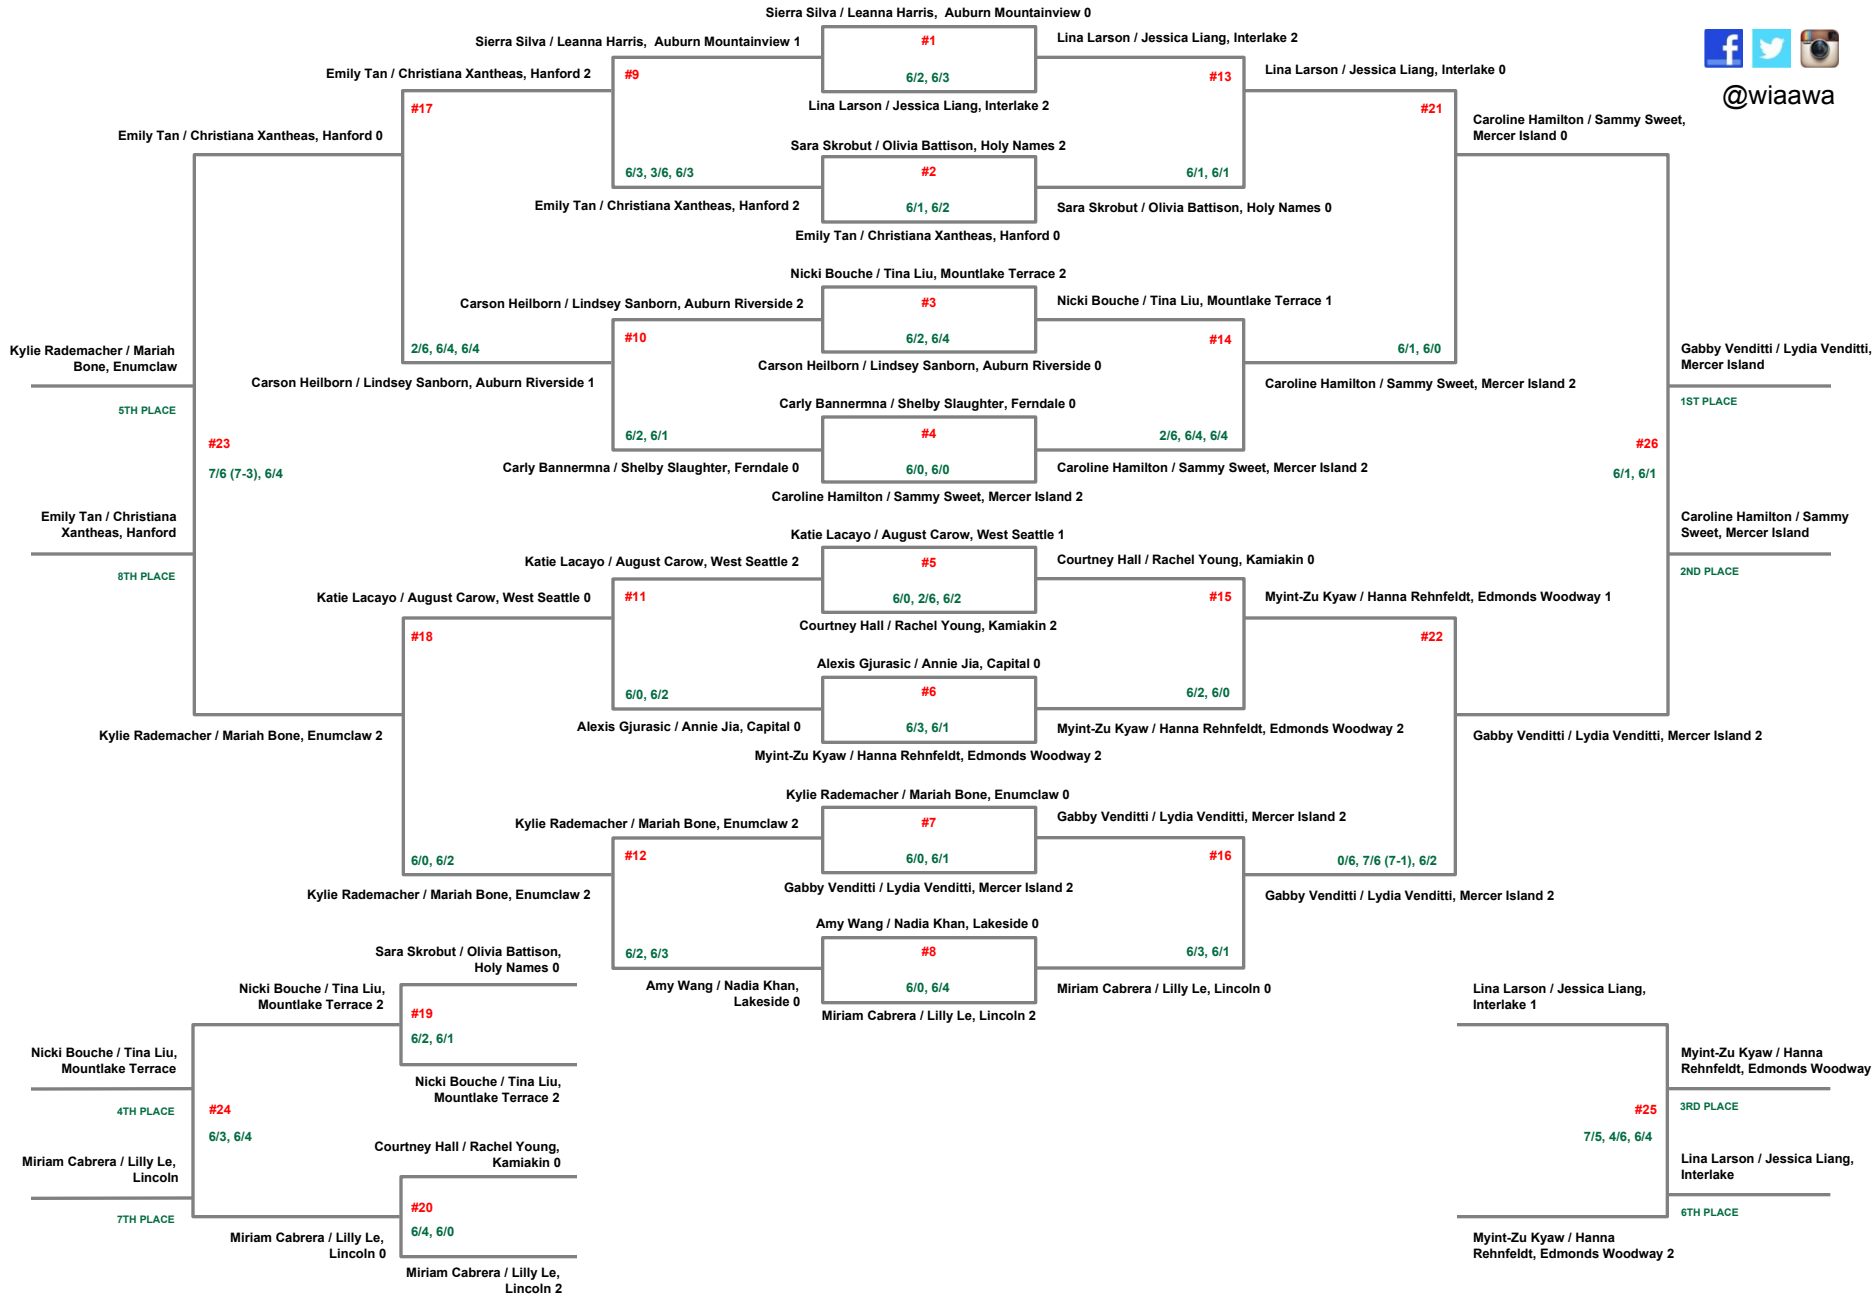 Sierra Silva / Leanna Harris,  Auburn Mountainview 0
#1
6/2, 6/3
Lina Larson / Jessica Liang, Interlake 2
Sara Skrobut / Olivia Battison, Holy Names 2
#2
6/1, 6/2
Emily Tan / Christiana Xantheas, Hanford 0
Nicki Bouche / Tina Liu, Mountlake Terrace 2
#3
6/2, 6/4
Carson Heilborn / Lindsey Sanborn, Auburn Riverside 0
Carly Bannermna / Shelby Slaughter, Ferndale 0
#4
6/0, 6/0
Caroline Hamilton / Sammy Sweet, Mercer Island 2
Katie Lacayo / August Carow, West Seattle 1
#5
6/0, 2/6, 6/2
Courtney Hall / Rachel Young, Kamiakin 2
Alexis Gjurasic / Annie Jia, Capital 0
#6
6/3, 6/1
Myint-Zu Kyaw / Hanna Rehnfeldt, Edmonds Woodway 2
Kylie Rademacher / Mariah Bone, Enumclaw 0
#7
6/0, 6/1
Gabby Venditti / Lydia Venditti, Mercer Island 2
Amy Wang / Nadia Khan, Lakeside 0
#8
6/0, 6/4
Miriam Cabrera / Lilly Le, Lincoln 2
Sierra Silva / Leanna Harris,  Auburn Mountainview 1
#9
6/3, 3/6, 6/3
Emily Tan / Christiana Xantheas, Hanford 2
Carson Heilborn / Lindsey Sanborn, Auburn Riverside 2
#10
6/2, 6/1
Carly Bannermna / Shelby Slaughter, Ferndale 0
Katie Lacayo / August Carow, West Seattle 2
#11
6/0, 6/2
Alexis Gjurasic / Annie Jia, Capital 0
Kylie Rademacher / Mariah Bone, Enumclaw 2
#12
6/2, 6/3
Amy Wang / Nadia Khan,
Lakeside 0
Emily Tan / Christiana Xantheas, Hanford 2
#17
2/6, 6/4, 6/4
Carson Heilborn / Lindsey Sanborn, Auburn Riverside 1
Katie Lacayo / August Carow, West Seattle 0
#18
6/0, 6/2
Kylie Rademacher / Mariah Bone, Enumclaw 2
Emily Tan / Christiana Xantheas, Hanford 0
#23
7/6 (7-3), 6/4
Kylie Rademacher / Mariah Bone, Enumclaw 2
Kylie Rademacher / Mariah
Bone, Enumclaw
5TH PLACE
Emily Tan / Christiana
Xantheas, Hanford
8TH PLACE
Lina Larson / Jessica Liang, Interlake 2
#13
6/1, 6/1
Sara Skrobut / Olivia Battison, Holy Names 0
Nicki Bouche / Tina Liu, Mountlake Terrace 1
#14
2/6, 6/4, 6/4
Caroline Hamilton / Sammy Sweet, Mercer Island 2
Courtney Hall / Rachel Young, Kamiakin 0
#15
6/2, 6/0
Myint-Zu Kyaw / Hanna Rehnfeldt, Edmonds Woodway 2
Gabby Venditti / Lydia Venditti, Mercer Island 2
#16
6/3, 6/1
Miriam Cabrera / Lilly Le, Lincoln 0
Lina Larson / Jessica Liang, Interlake 0
#21
6/1, 6/0
Caroline Hamilton / Sammy Sweet, Mercer Island 2
Myint-Zu Kyaw / Hanna Rehnfeldt, Edmonds Woodway 1
#22
0/6, 7/6 (7-1), 6/2
Gabby Venditti / Lydia Venditti, Mercer Island 2
Caroline Hamilton / Sammy Sweet,
Mercer Island 0
#26
6/1, 6/1
Gabby Venditti / Lydia Venditti, Mercer Island 2
Gabby Venditti / Lydia Venditti,
Mercer Island
1ST PLACE
Caroline Hamilton / Sammy
Sweet, Mercer Island
2ND PLACE
@wiaawa
Sara Skrobut / Olivia Battison,
Holy Names 0
#19
6/2, 6/1
Nicki Bouche / Tina Liu,
Mountlake Terrace 2
Courtney Hall / Rachel Young,
Kamiakin 0
#20
6/4, 6/0
Miriam Cabrera / Lilly Le,
Lincoln 2
Nicki Bouche / Tina Liu,
Mountlake Terrace 2
#24
6/3, 6/4
Miriam Cabrera / Lilly Le,
Lincoln 0
Nicki Bouche / Tina Liu,
Mountlake Terrace
4TH PLACE
Miriam Cabrera / Lilly Le,
Lincoln
7TH PLACE
Lina Larson / Jessica Liang,
Interlake 1
#25
7/5, 4/6, 6/4
Myint-Zu Kyaw / Hanna
Rehnfeldt, Edmonds Woodway 2
Myint-Zu Kyaw / Hanna
Rehnfeldt, Edmonds Woodway
3RD PLACE
Lina Larson / Jessica Liang,
Interlake
6TH PLACE